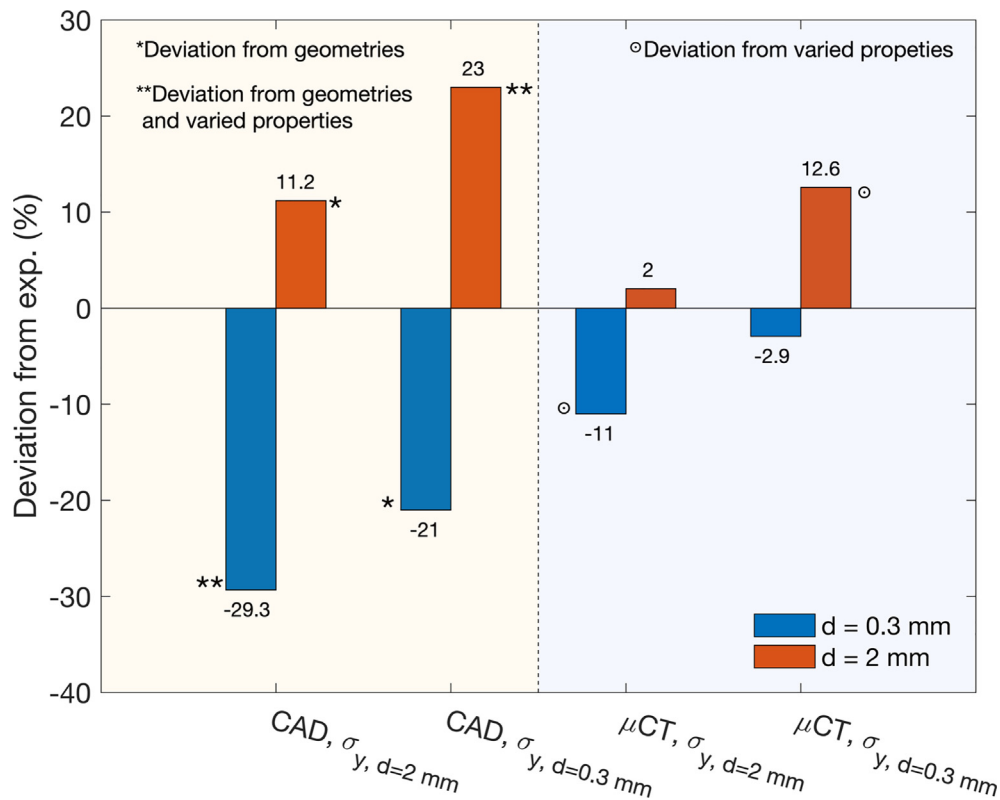 30
20
10
0
-10
-20
-30
-40
Deviation from exp. (%)
*Deviation from geometries
**Deviation from geometries
and varied properties
⊙Deviation from varied propeties
11.2
*
23
**
-29.3
**
-21
*
2
-11
⊙
12.6
⊙
-2.9
d = 0.3 mm
d = 2 mm
CAD, σy, d=2 mm
CAD, σy, d=0.3 mm
μCT, σy, d=2 mm
μCT, σy, d=0.3 mm